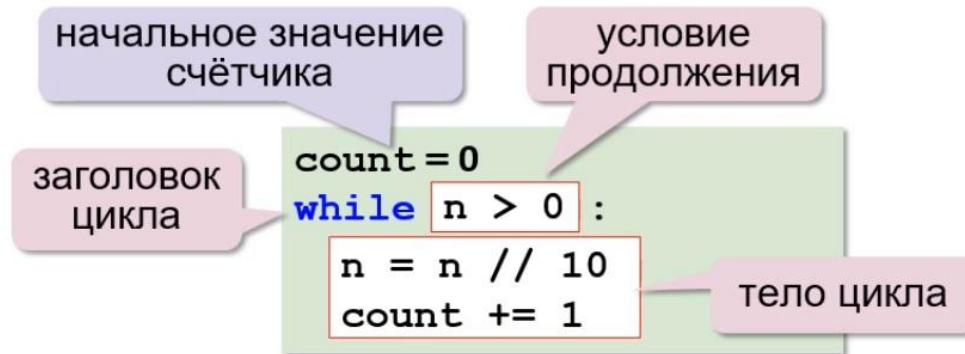 начальное значение
счётчика
условие
продолжения
заголовок
цикла
count = 0
while n > 0 :
n = n // 10
count += 1
тело цикла